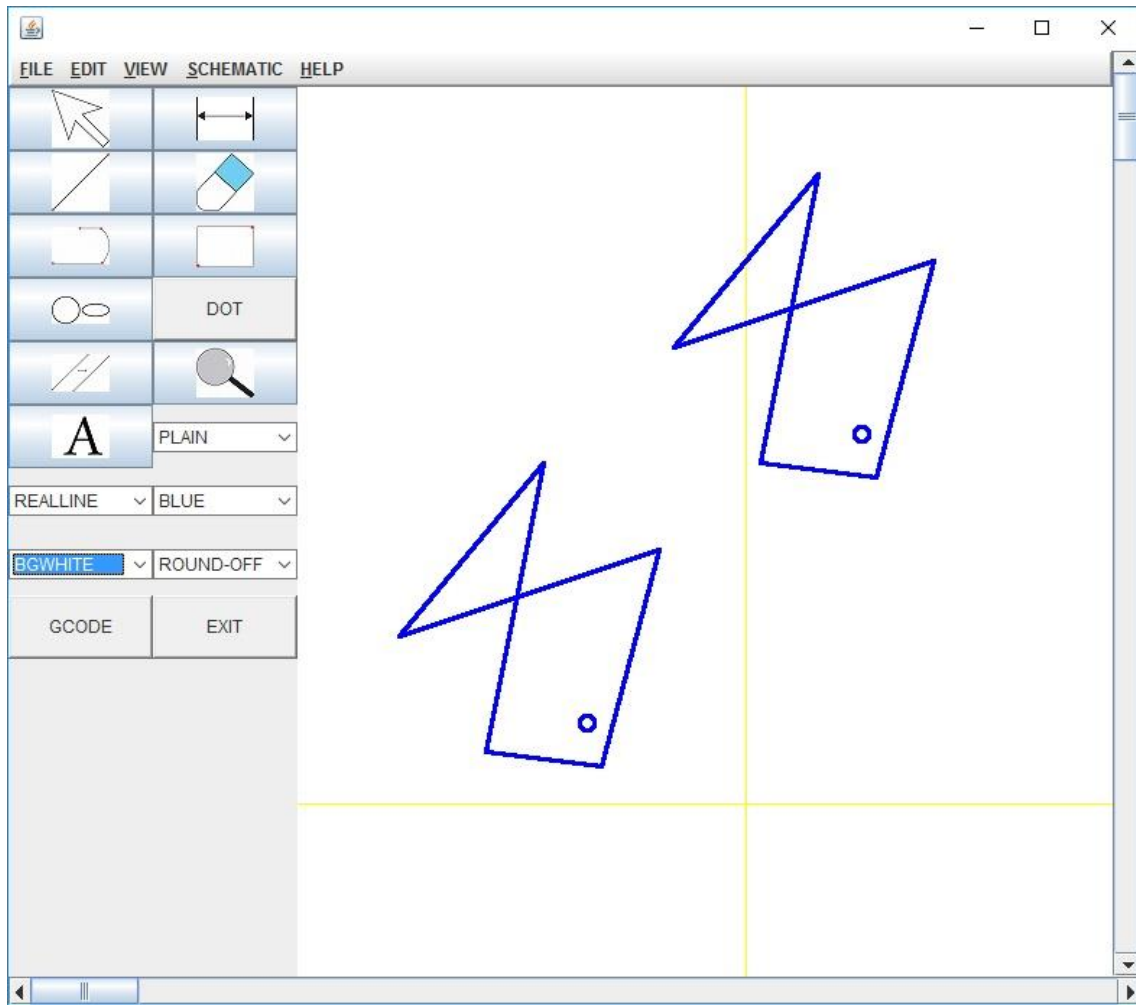 FILE EDIT VIEW SCHEMATIC HELP
DOT
A PLAIN
REALLINE BLUE
BGWHITE ROUND-OFF
GCODE EXIT